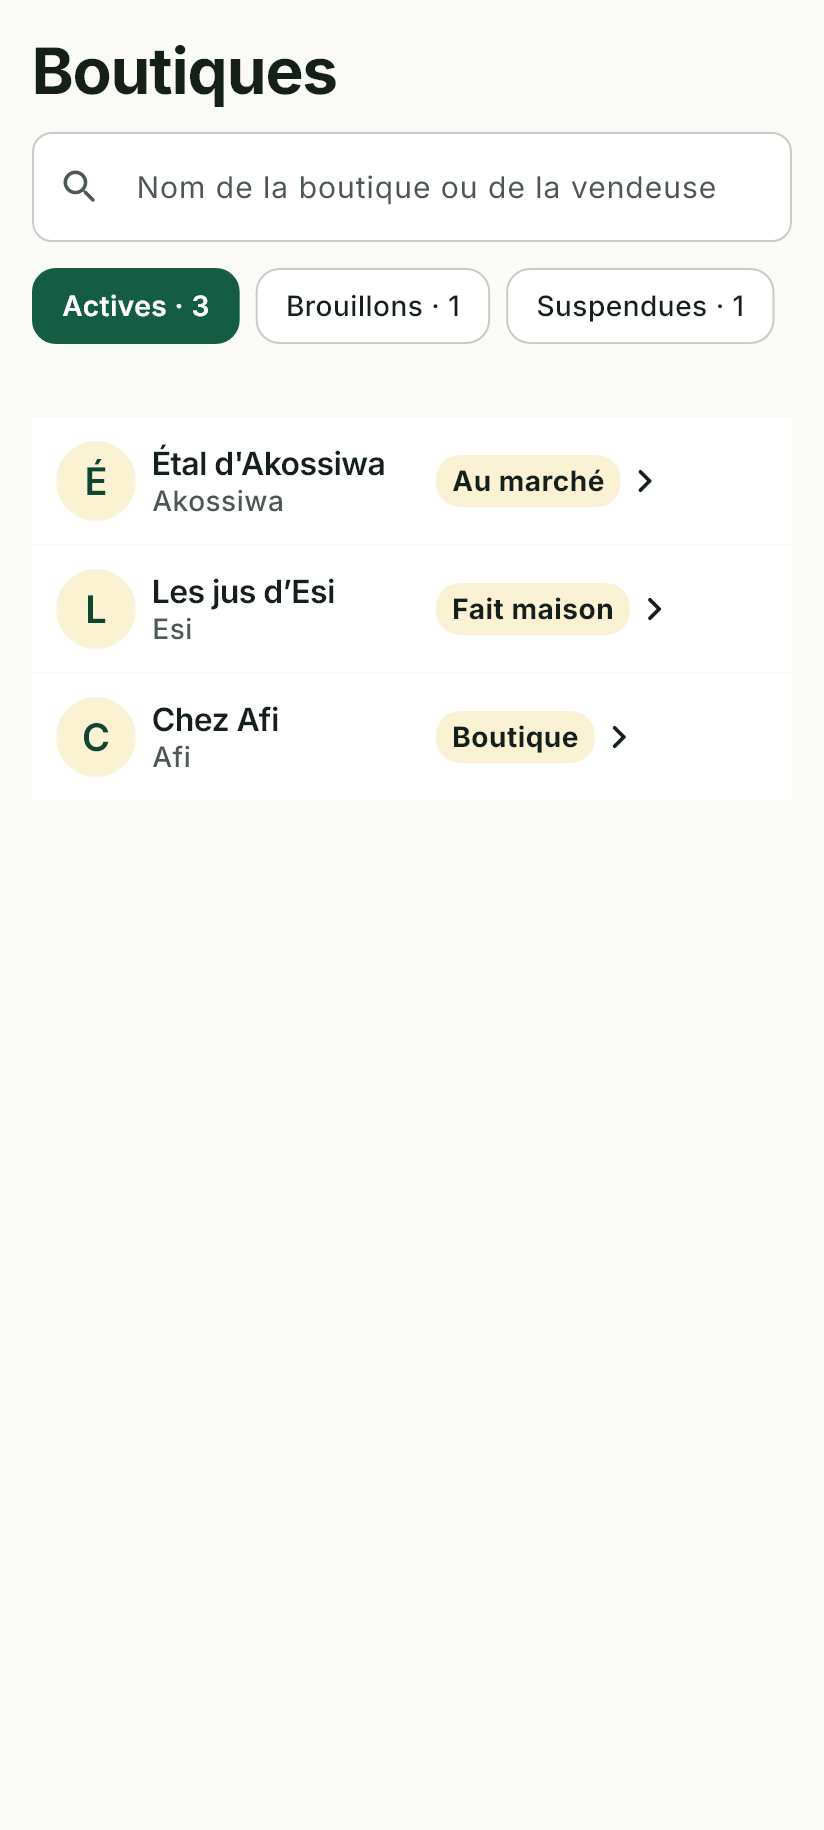 Boutiques
Nom de la boutique ou de la vendeuse
Actives · 3
Brouillons · 1
Suspendues · 1
É
Étal d'Akossiwa
Akossiwa
Au marché
L
Les jus d’Esi
Esi
Fait maison
C
Chez Afi
Afi
Boutique